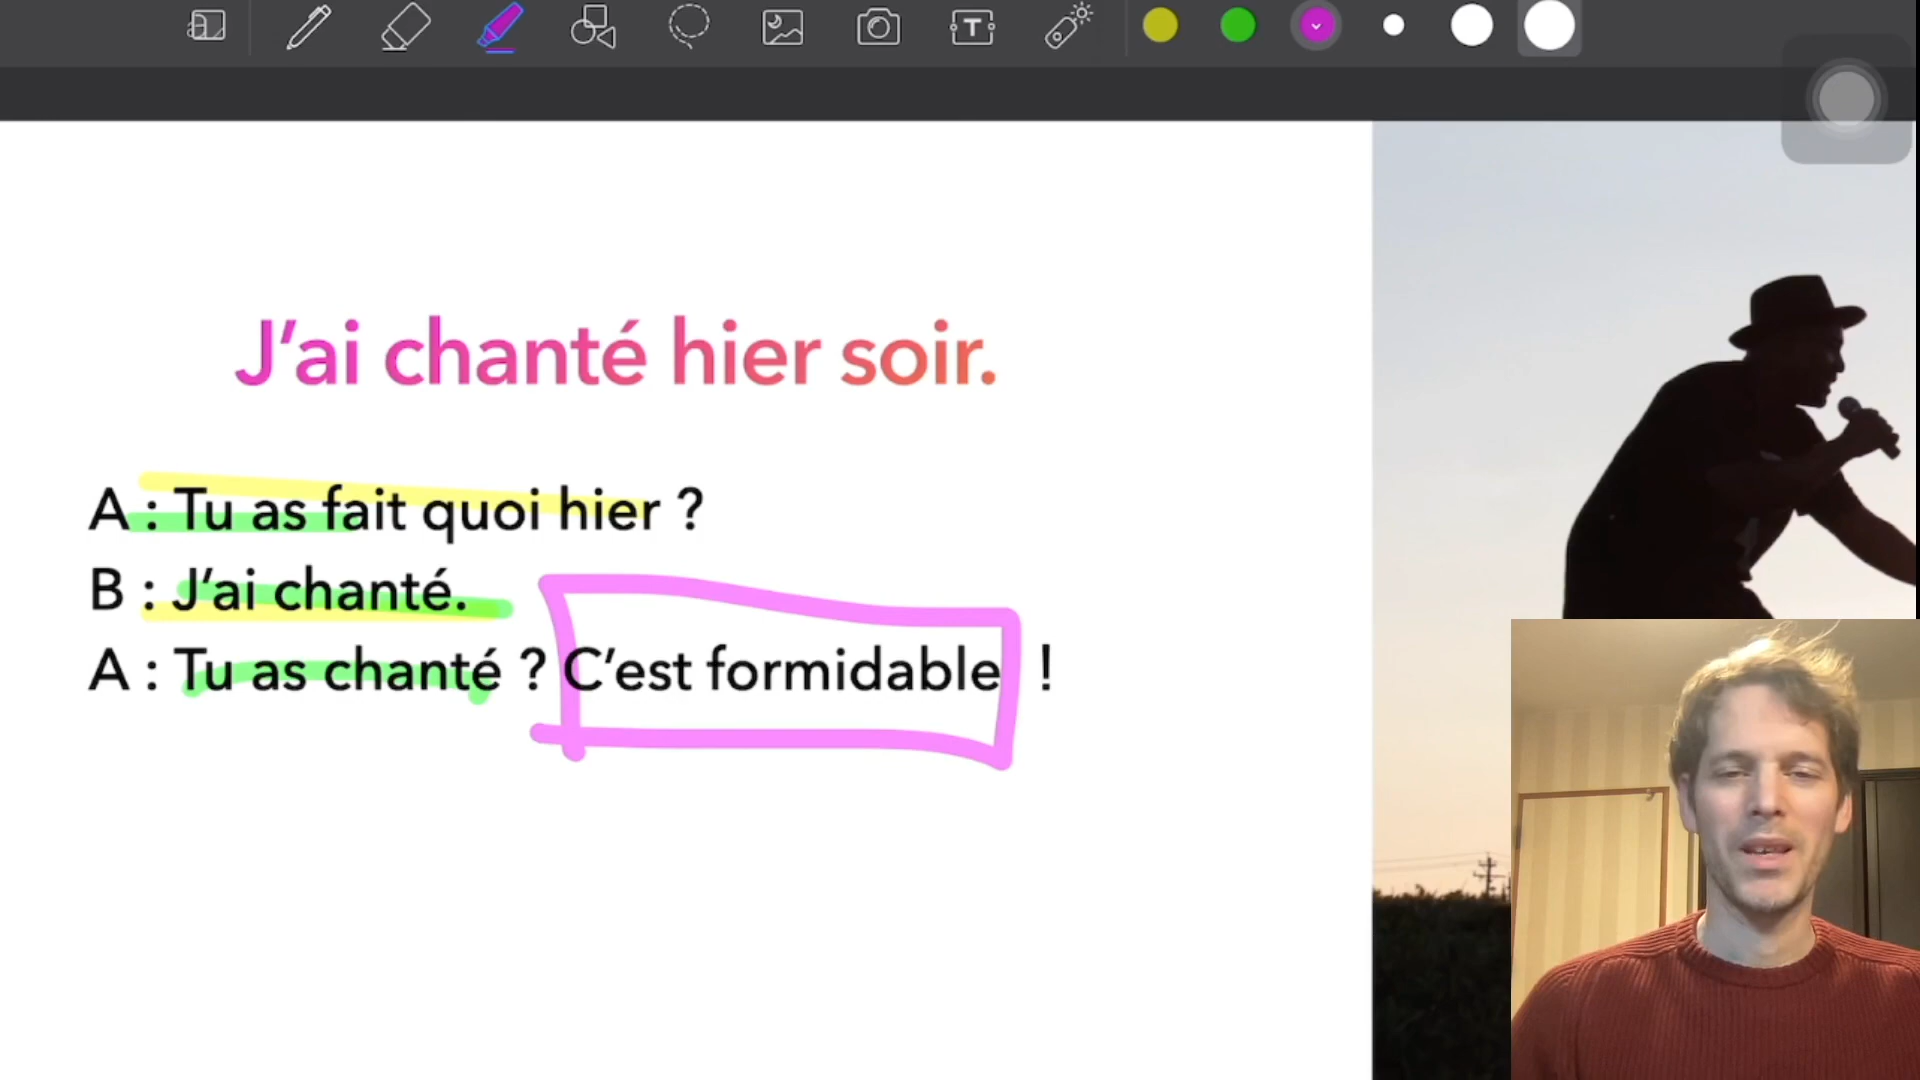 J'ai chanté hier soir.
A : Tu as fait quoi hier ?
B : J'ai chanté.
A : Tu as chanté ? C'est formidable !